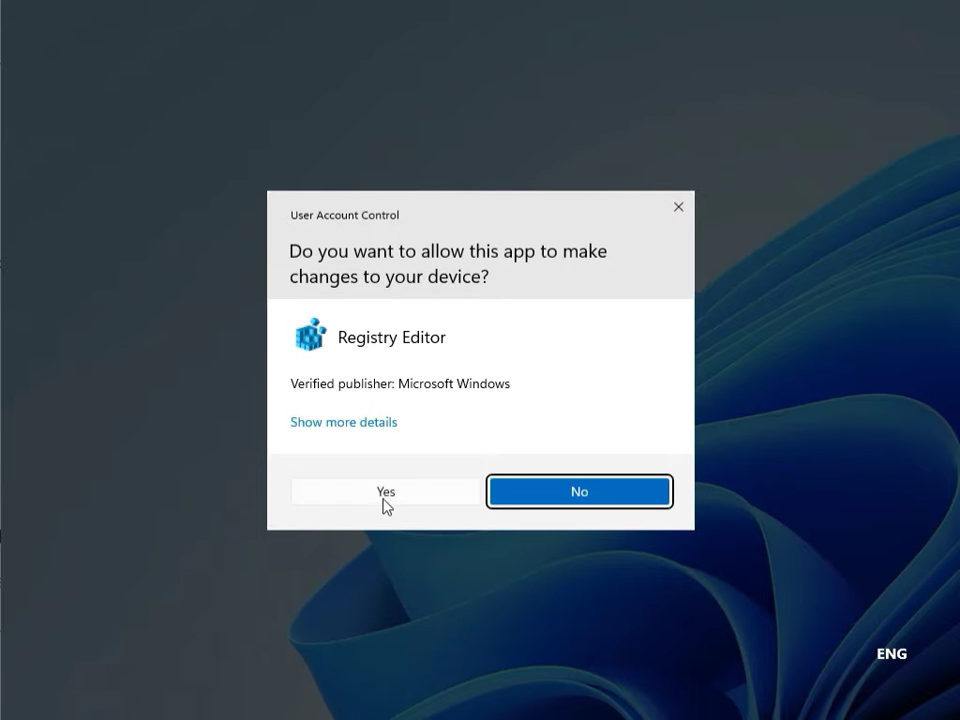 User Account Control
Do you want to allow this app to make
changes to your device?
Registry Editor
Verified publisher: Microsoft Windows
Show more details
Yes
No
ENG